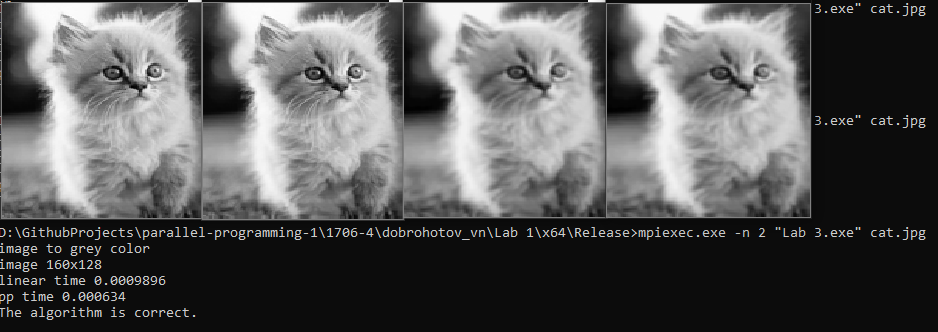 3.exe" cat.jpg
3.exe" cat.jpg
D:\GithubProjects\parallel-programming-1\1706-4\dobrohotov_vn\Lab 1\x64\Release>mpiexec.exe -n 2 "Lab 3.exe" cat.jpg
image to grey color
image 160x128
linear time 0.0009896
pp time 0.000634
The algorithm is correct.